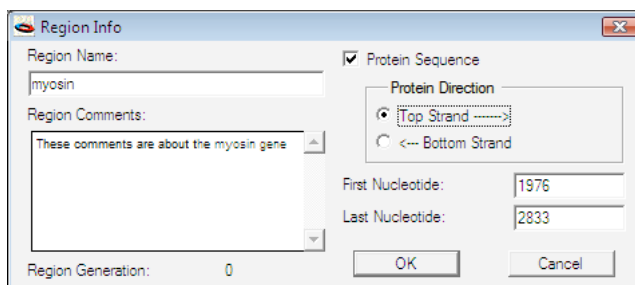 Region Info
Region Name:
myosin
Region Comments:
These comments are about the myosin gene
Region Generation: 0
Protein Sequence
Protein Direction
Top Strand ------->
<--- Bottom Strand
First Nucleotide: 1976
Last Nucleotide: 2833
OK Cancel